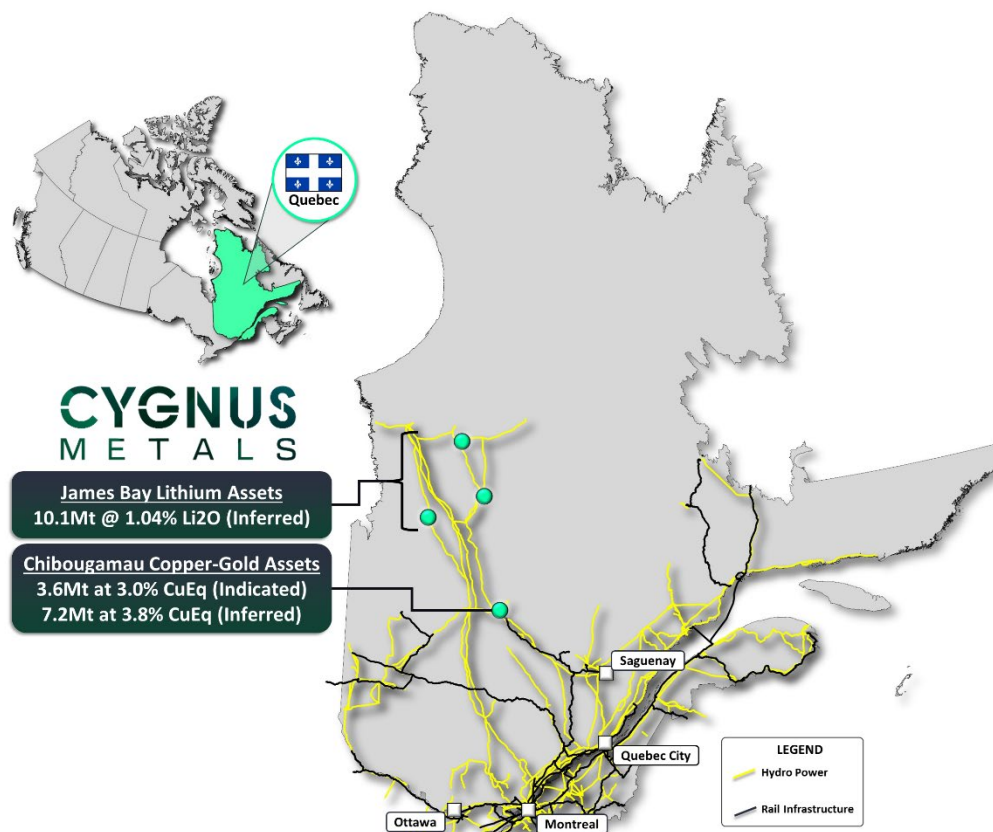 Quebec
CYGNUS
METALS
James Bay Lithium Assets
10.1Mt @ 1.04% Li2O (Inferred)
Chibougamau Copper-Gold Assets
3.6Mt at 3.0% CuEq (Indicated)
7.2Mt at 3.8% CuEq (Inferred)
Saguenay
Quebec City
Ottawa
Montreal
LEGEND
Hydro Power
Rail Infrastructure